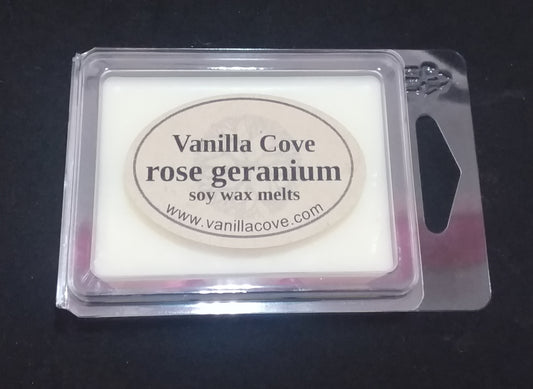 Vanilla Cove
rose geranium
soy wax melts
www.vanillacove.com